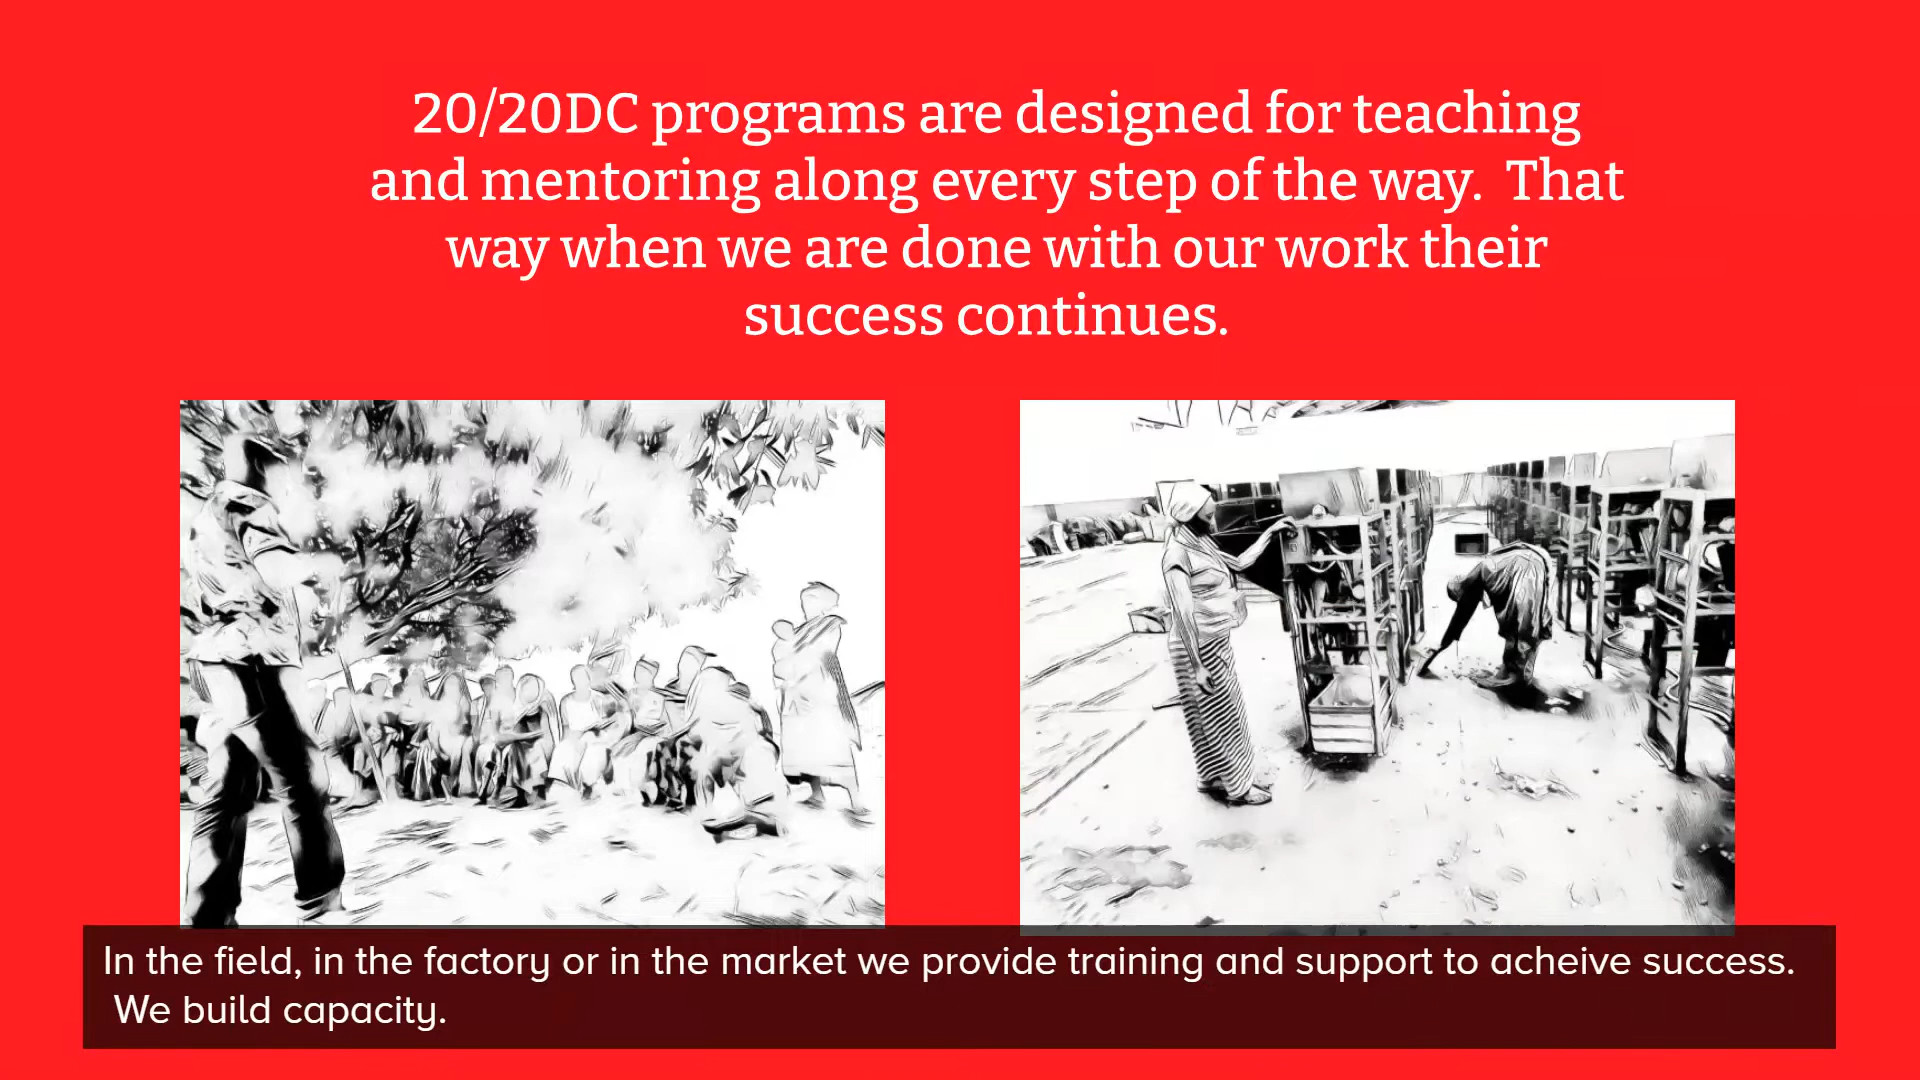 20/20DC programs are designed for teaching
and mentoring along every step of the way.  That
way when we are done with our work their
success continues.
In the field, in the factory or in the market we provide training and support to acheive success.
We build capacity.